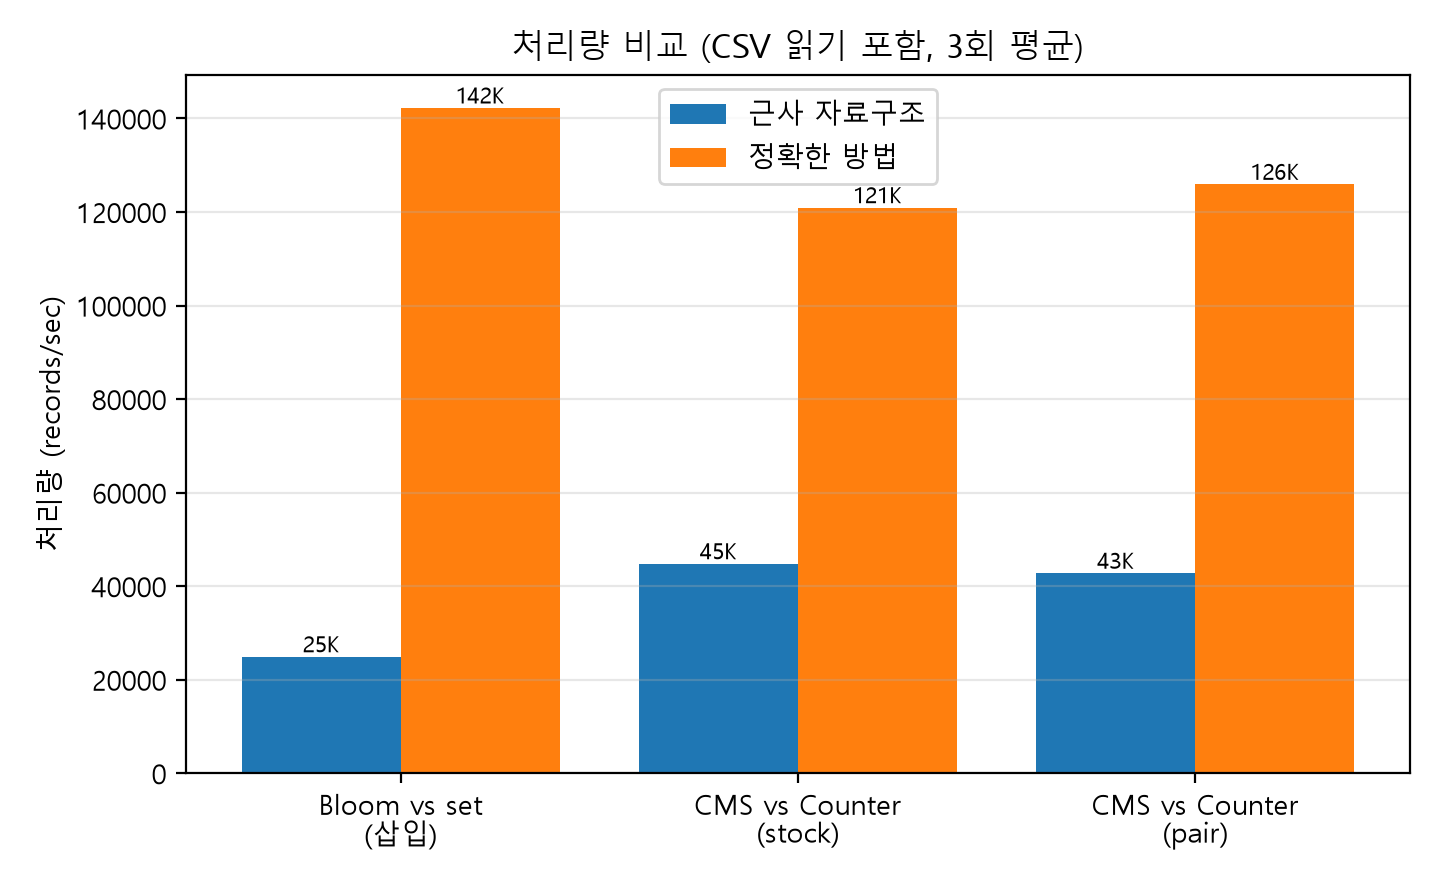 처리량 비교 (CSV 읽기 포함, 3회 평균)
근사 자료구조
정확한 방법
처리량 (records/sec)
140000
120000
100000
80000
60000
40000
20000
0
25K
142K
45K
121K
43K
126K
Bloom vs set
(삽입)
CMS vs Counter
(stock)
CMS vs Counter
(pair)